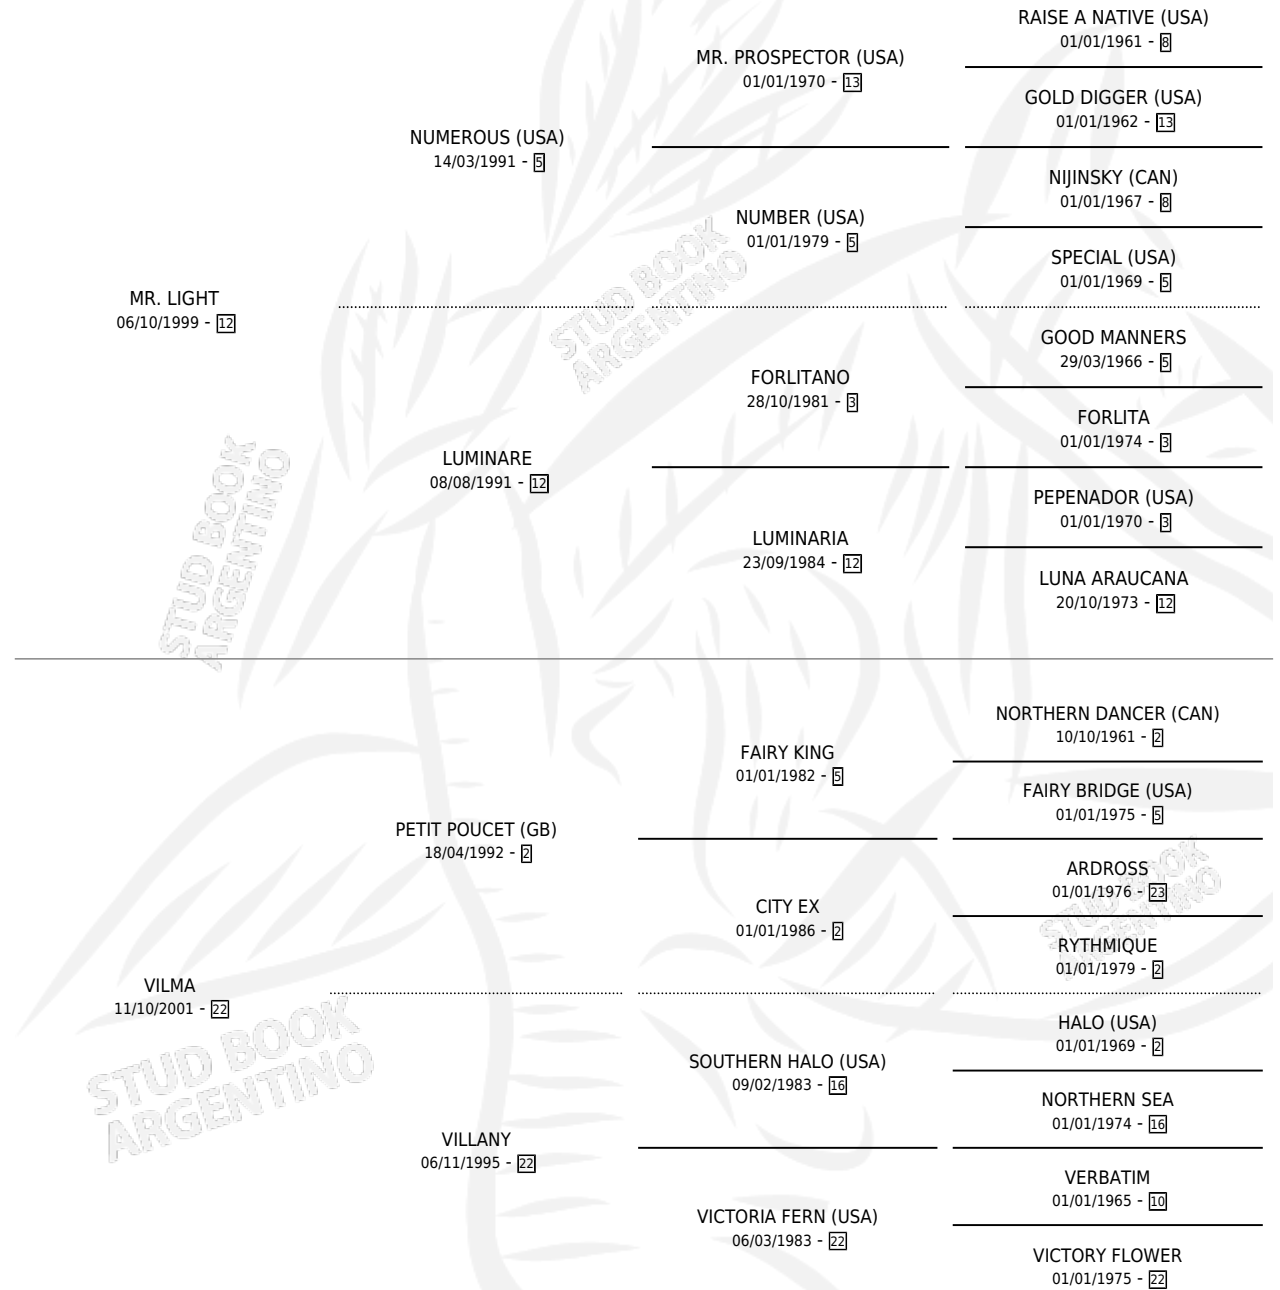 RAISE A NATIVE (USA)
01/01/1961 - 8
MR. PROSPECTOR (USA)
01/01/1970 - 13
GOLD DIGGER (USA)
01/01/1962 - 13
NUMEROUS (USA)
14/03/1991 - 5
NIJINSKY (CAN)
01/01/1967 - 8
NUMBER (USA)
01/01/1979 - 5
SPECIAL (USA)
01/01/1969 - 5
MR. LIGHT
06/10/1999 - 12
STUD BOOK
ARGENTINO
GOOD MANNERS
29/03/1966 - 5
FORLITANO
28/10/1981 - 3
FORLITA
01/01/1974 - 3
LUMINARE
08/08/1991 - 12
PEPENADOR (USA)
01/01/1970 - 3
LUMINARIA
23/09/1984 - 12
LUNA ARAUCANA
20/10/1973 - 12
STUD BOOK
ARGENTINO
NORTHERN DANCER (CAN)
10/10/1961 - 2
FAIRY KING
01/01/1982 - 5
FAIRY BRIDGE (USA)
01/01/1975 - 5
PETIT POUCET (GB)
18/04/1992 - 2
ARDROSS
01/01/1976 - 23
CITY EX
01/01/1986 - 2
RYTHMIQUE
01/01/1979 - 2
STUD BOOK
ARGENTINO
VILMA
11/10/2001 - 22
HALO (USA)
01/01/1969 - 2
SOUTHERN HALO (USA)
09/02/1983 - 16
NORTHERN SEA
01/01/1974 - 16
STUD BOOK
ARGENTINO
VILLANY
06/11/1995 - 22
VERBATIM
01/01/1965 - 10
VICTORIA FERN (USA)
06/03/1983 - 22
VICTORY FLOWER
01/01/1975 - 22